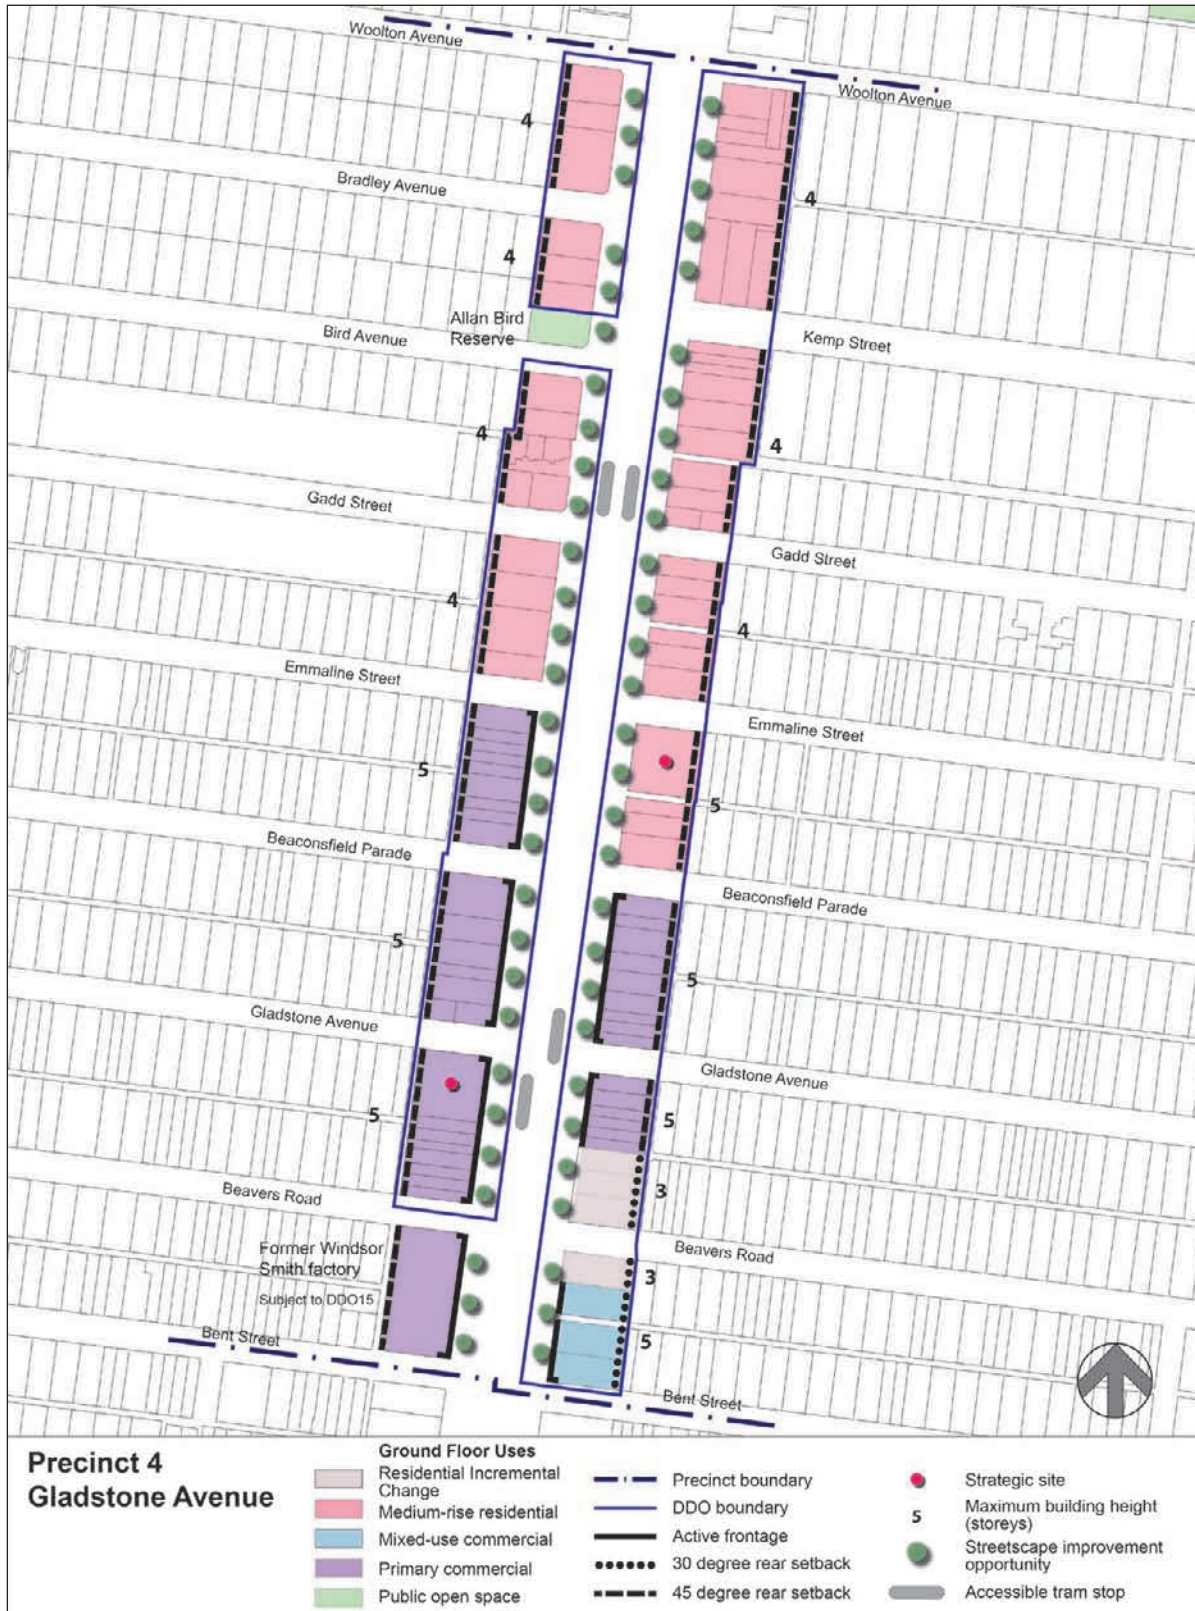 Woolton Avenue
Woolton Avenue
4
Bradley Avenue
4
4
Allan Bird
Reserve
Bird Avenue
Kemp Street
4
4
Gadd Street
Gadd Street
4
4
Emmaline Street
Emmaline Street
5
5
Beaconsfield Parade
Beaconsfield Parade
5
5
Gladstone Avenue
Gladstone Avenue
5
5
Beavers Road
3
Former Windsor
Smith factory
Beavers Road
3
Subject to DDO15
Bent Street
5
Bent Street
Precinct 4
Gladstone Avenue
Ground Floor Uses
Residential Incremental
Change
Medium-rise residential
Mixed-use commercial
Primary commercial
Public open space
Precinct boundary
DDO boundary
Active frontage
30 degree rear setback
45 degree rear setback
Strategic site
5
Maximum building height
(storeys)
Streetscape improvement
opportunity
Accessible tram stop